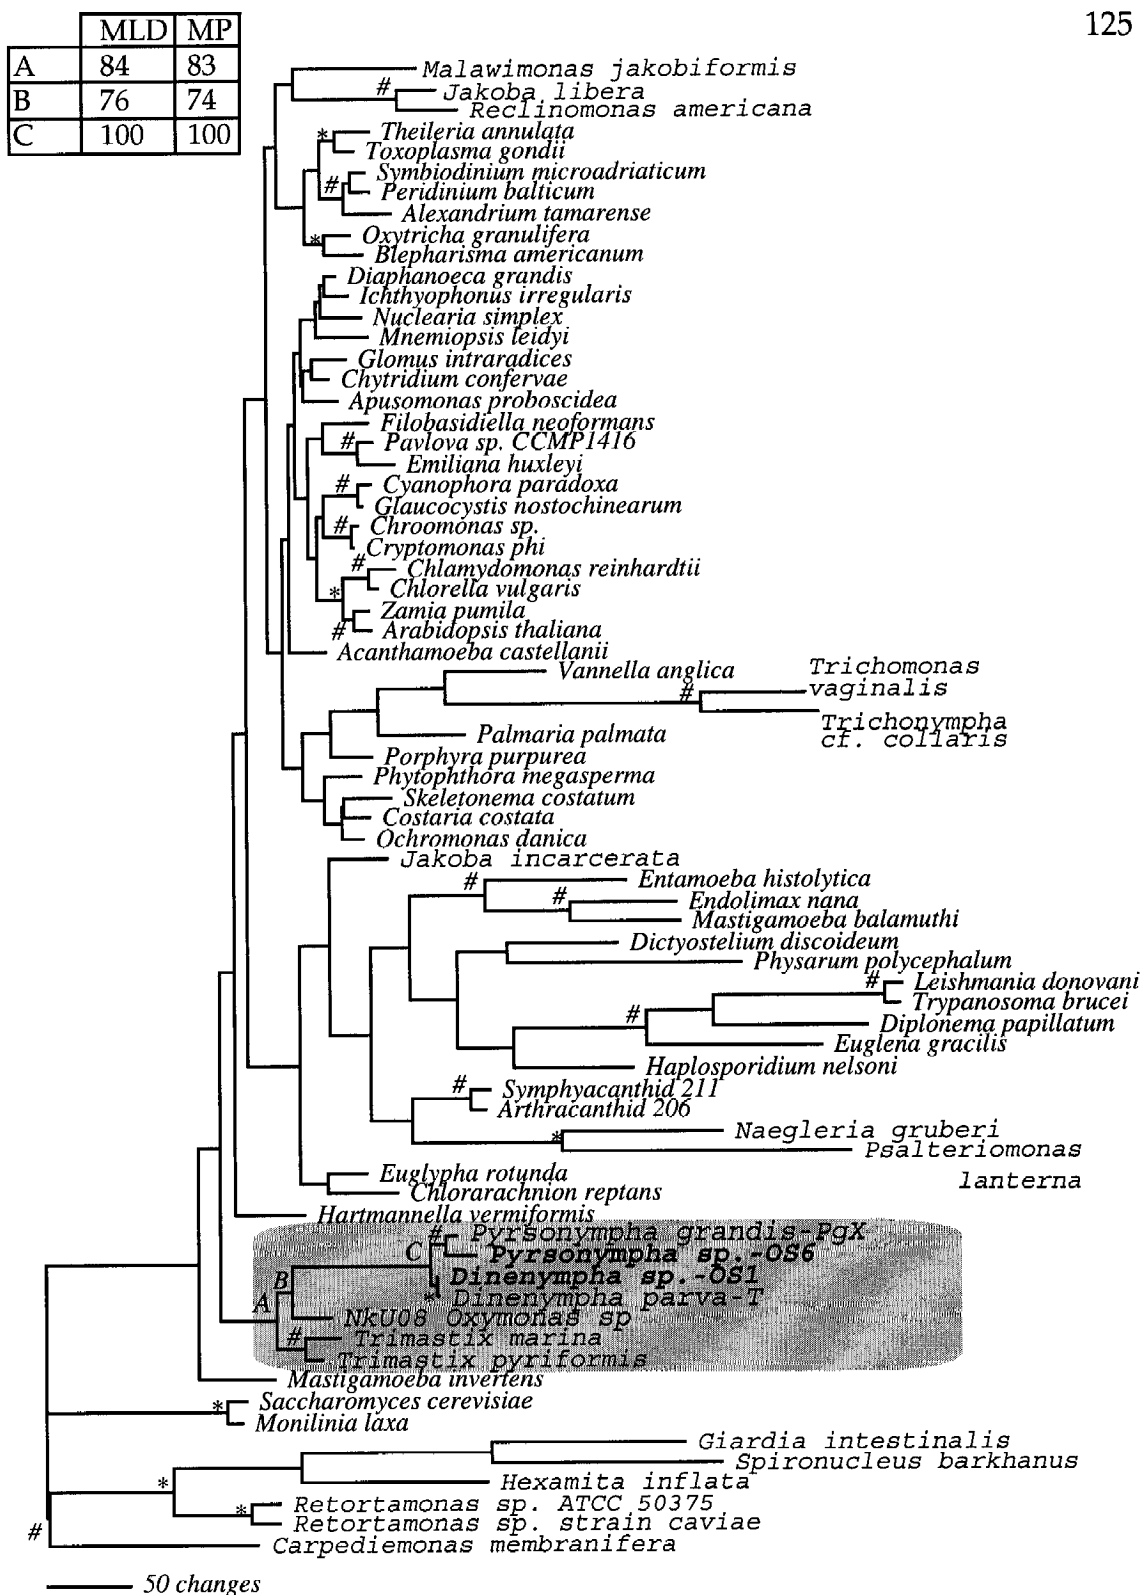 125
MLD MP
A 84 83
B 76 74
C 100 100
Malawimonas jakobiformis
# Jakoba libera
Reclinomonas americana
* Theileria annulata
Toxoplasma gondii
Symbiodinium microadriaticum
# Peridinium balticum
Alexandrium tamarense
* Oxytricha granulifera
Blepharisma americanum
Diaphanoeca grandis
Ichthyophonus irregularis
Nuclearia simplex
Mnemiopsis leidyi
Glomus intraradices
Chytridium confervae
Apusomonas proboscidea
Filobasidiella neoformans
# Pavlova sp. CCMP1416
Emiliana huxleyi
# Cyanophora paradoxa
Glaucocystis nostochinearum
# Chroomonas sp.
Cryptomonas phi
# Chlamydomonas reinhardtii
* Chlorella vulgaris
Zamia pumila
# Arabidopsis thaliana
Acanthamoeba castellanii
Vannella anglica Trichomonas
# vaginalis
Trichonympha
Palmaria palmata cf. collaris
Porphyra purpurea
Phytophthora megasperma
Skeletonema costatum
Costaria costata
Ochromonas danica
Jakoba incarcerata
# Entamoeba histolytica
# Endolimax nana
Mastigamoeba balamuthi
Dictyostelium discoideum
Physarum polycephalum
# Leishmania donovani
Trypanosoma brucei
# Diplonema papillatum
Euglena gracilis
Haplosporidium nelsoni
# Symphyacanthid 211
Arthracanthid 206
* Naegleria gruberi
Psalteriomonas
Euglypha rotunda lanterna
Chlorarachnion reptans
Hartmannella vermiformis
# Pyrsonympha grandis-PgX
C Pyrsonympha sp.-OS6
B Dinenympha sp.-OS1
A * Dinenympha parva-T
NkU08 Oxymonas sp
# Trimastix marina
Trimastix pyriformis
Mastigamoeba invertens
* Saccharomyces cerevisiae
Monilinia laxa
Giardia intestinalis
Spironucleus barkhanus
* Hexamita inflata
* Retortamonas sp. ATCC 50375
Retortamonas sp. strain caviae
# Carpediemonas membranifera
50 changes